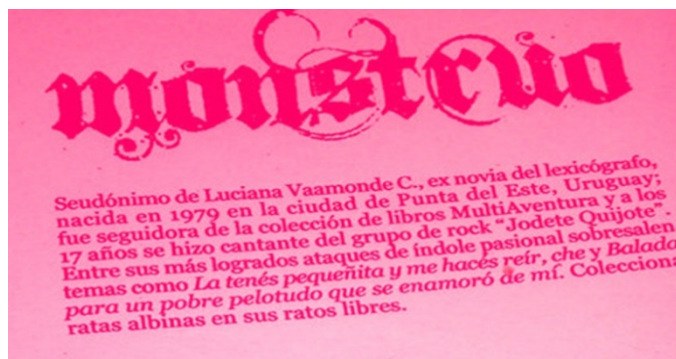 monstruo
Seudónimo de Luciana Vaamonde C., ex novia del lexicógrafo,
nacida en 1979 en la ciudad de Punta del Este, Uruguay;
fue seguidora de la colección de libros MultiAventura y a los
17 años se hizo cantante del grupo de rock “Jodete Quijote”.
Entre sus más logrados ataques de índole pasional sobresalen
temas como La tenés pequeñita y me hacés reír, che y Balada
para un pobre pelotudo que se enamoró de mí. Colecciona
ratas albinas en sus ratos libres.